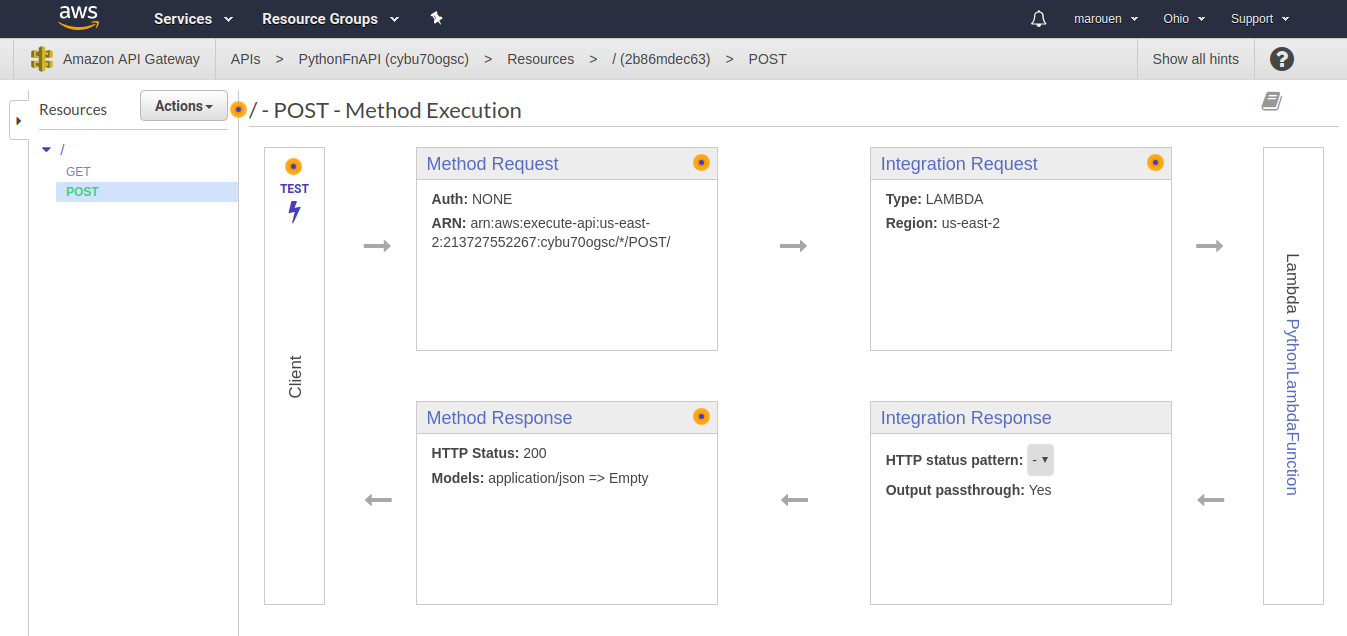 aws Services Resource Groups marouen Ohio Support
Amazon API Gateway APIs > PythonFnAPI (cybu70ogsc) > Resources > / (2b86mdec63) > POST Show all hints ?
Resources Actions
/ - POST - Method Execution
/
GET
POST
TEST
Client
Method Request
Auth: NONE
ARN: arn:aws:execute-api:us-east-
2:213727552267:cybu70ogsc/*/POST/
Integration Request
Type: LAMBDA
Region: us-east-2
Lambda PythonLambdaFunction
Method Response
HTTP Status: 200
Models: application/json => Empty
Integration Response
HTTP status pattern: -
Output passthrough: Yes